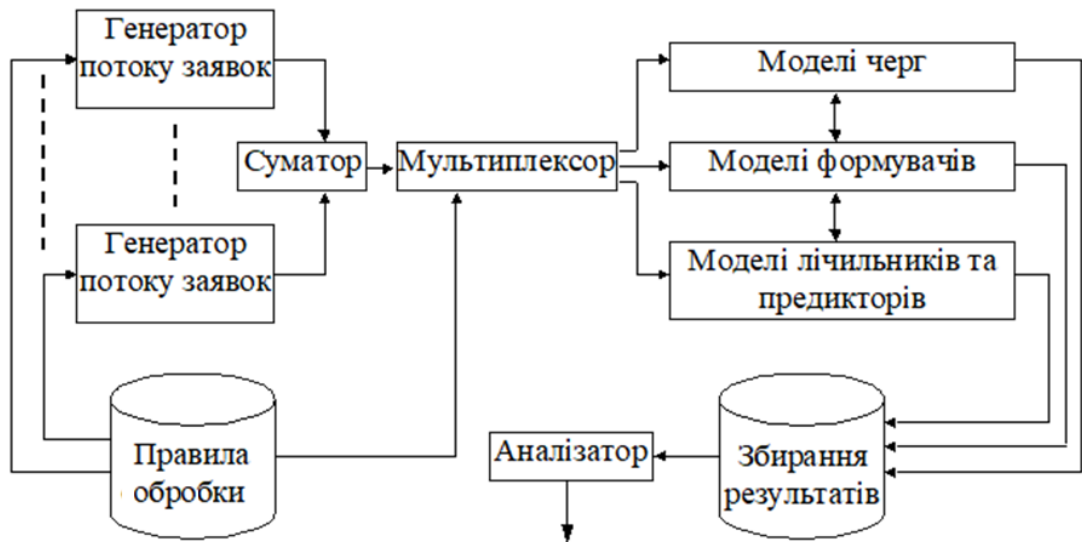 Генератор
потоку заявок
Суматор
Мультиплексор
Моделі черг
Моделі формувачів
Генератор
потоку заявок
Моделі лічильників та
предикторів
Правила
обробки
Аналізатор
Збирання
результатів